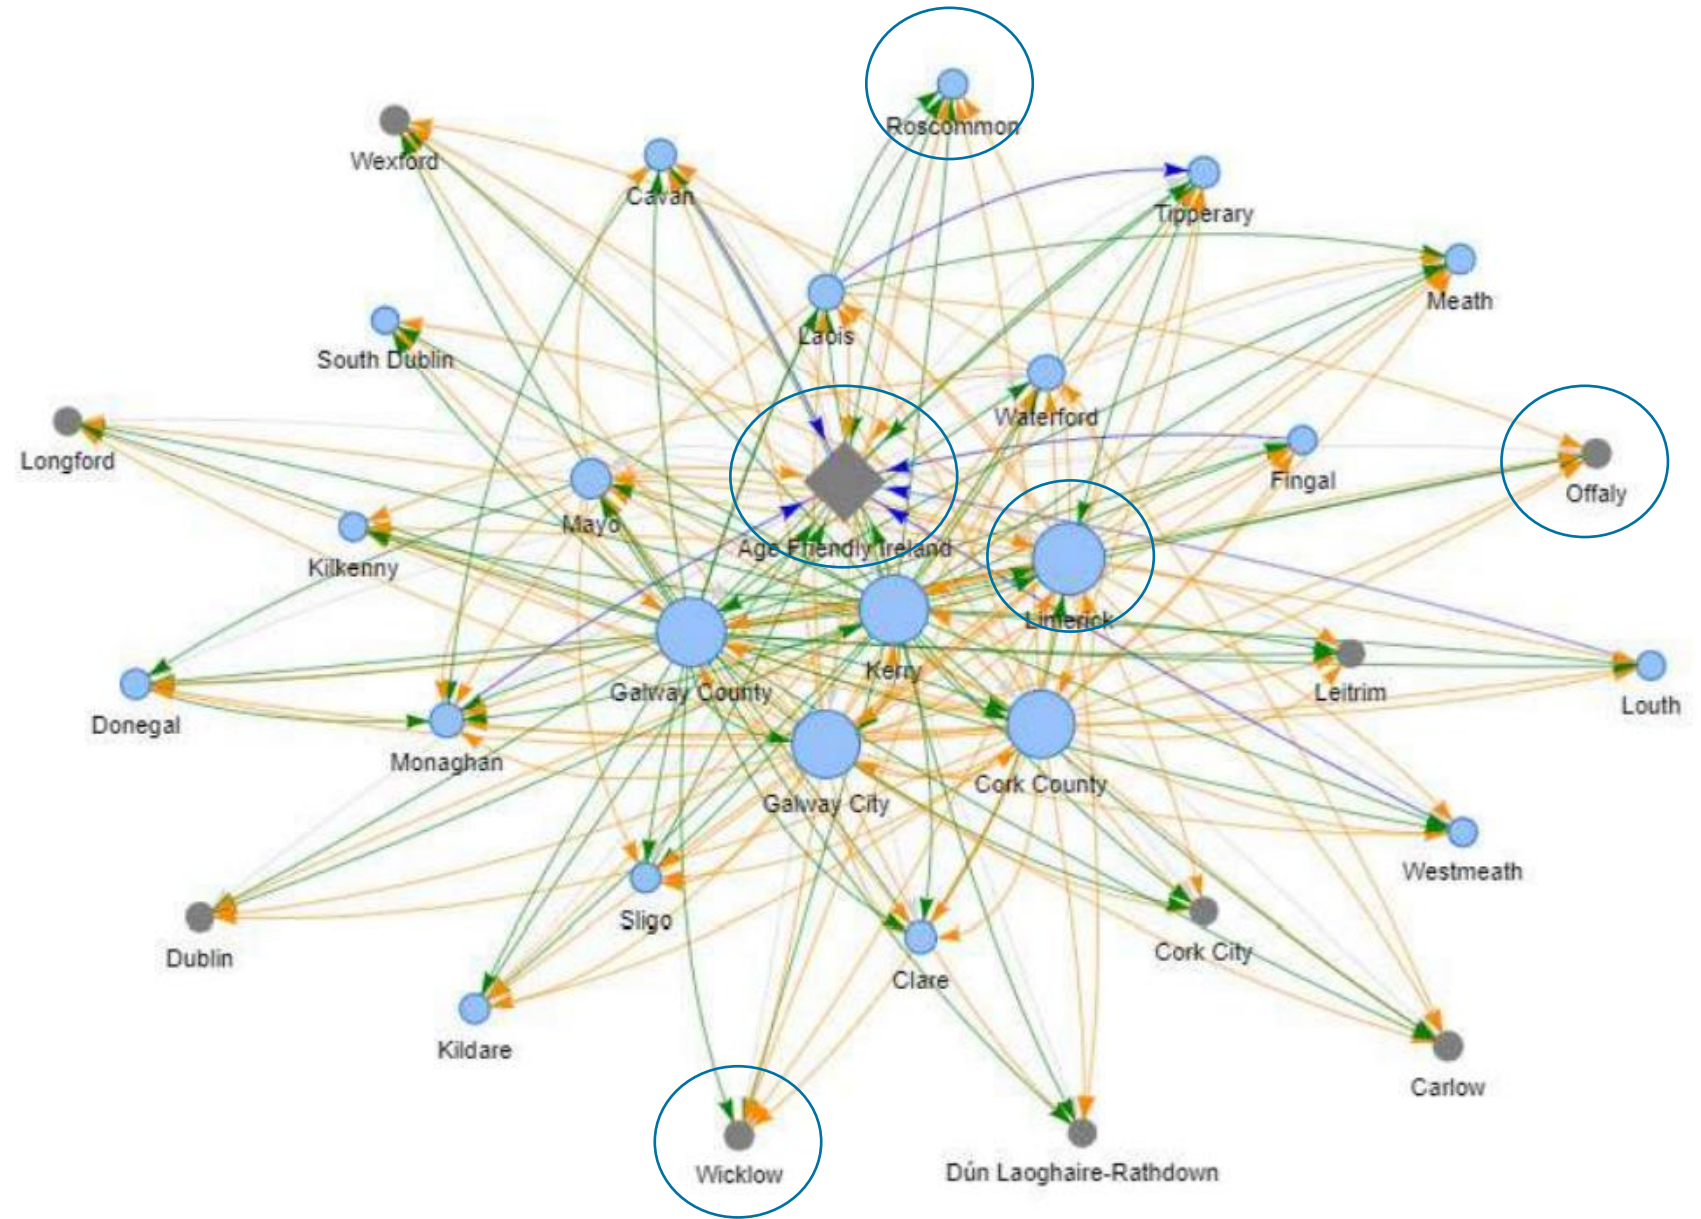 Roscommon
Wexford
Cavan
Tipperary
Meath
Laois
South Dublin
Waterford
Longford
Fingal
Offaly
Mayo
Age Friendly Ireland
Kilkenny
Limerick
Kerry
Galway County
Leitrim
Louth
Donegal
Monaghan
Cork County
Galway City
Westmeath
Sligo
Cork City
Dublin
Clare
Kildare
Carlow
Wicklow
Dún Laoghaire-Rathdown